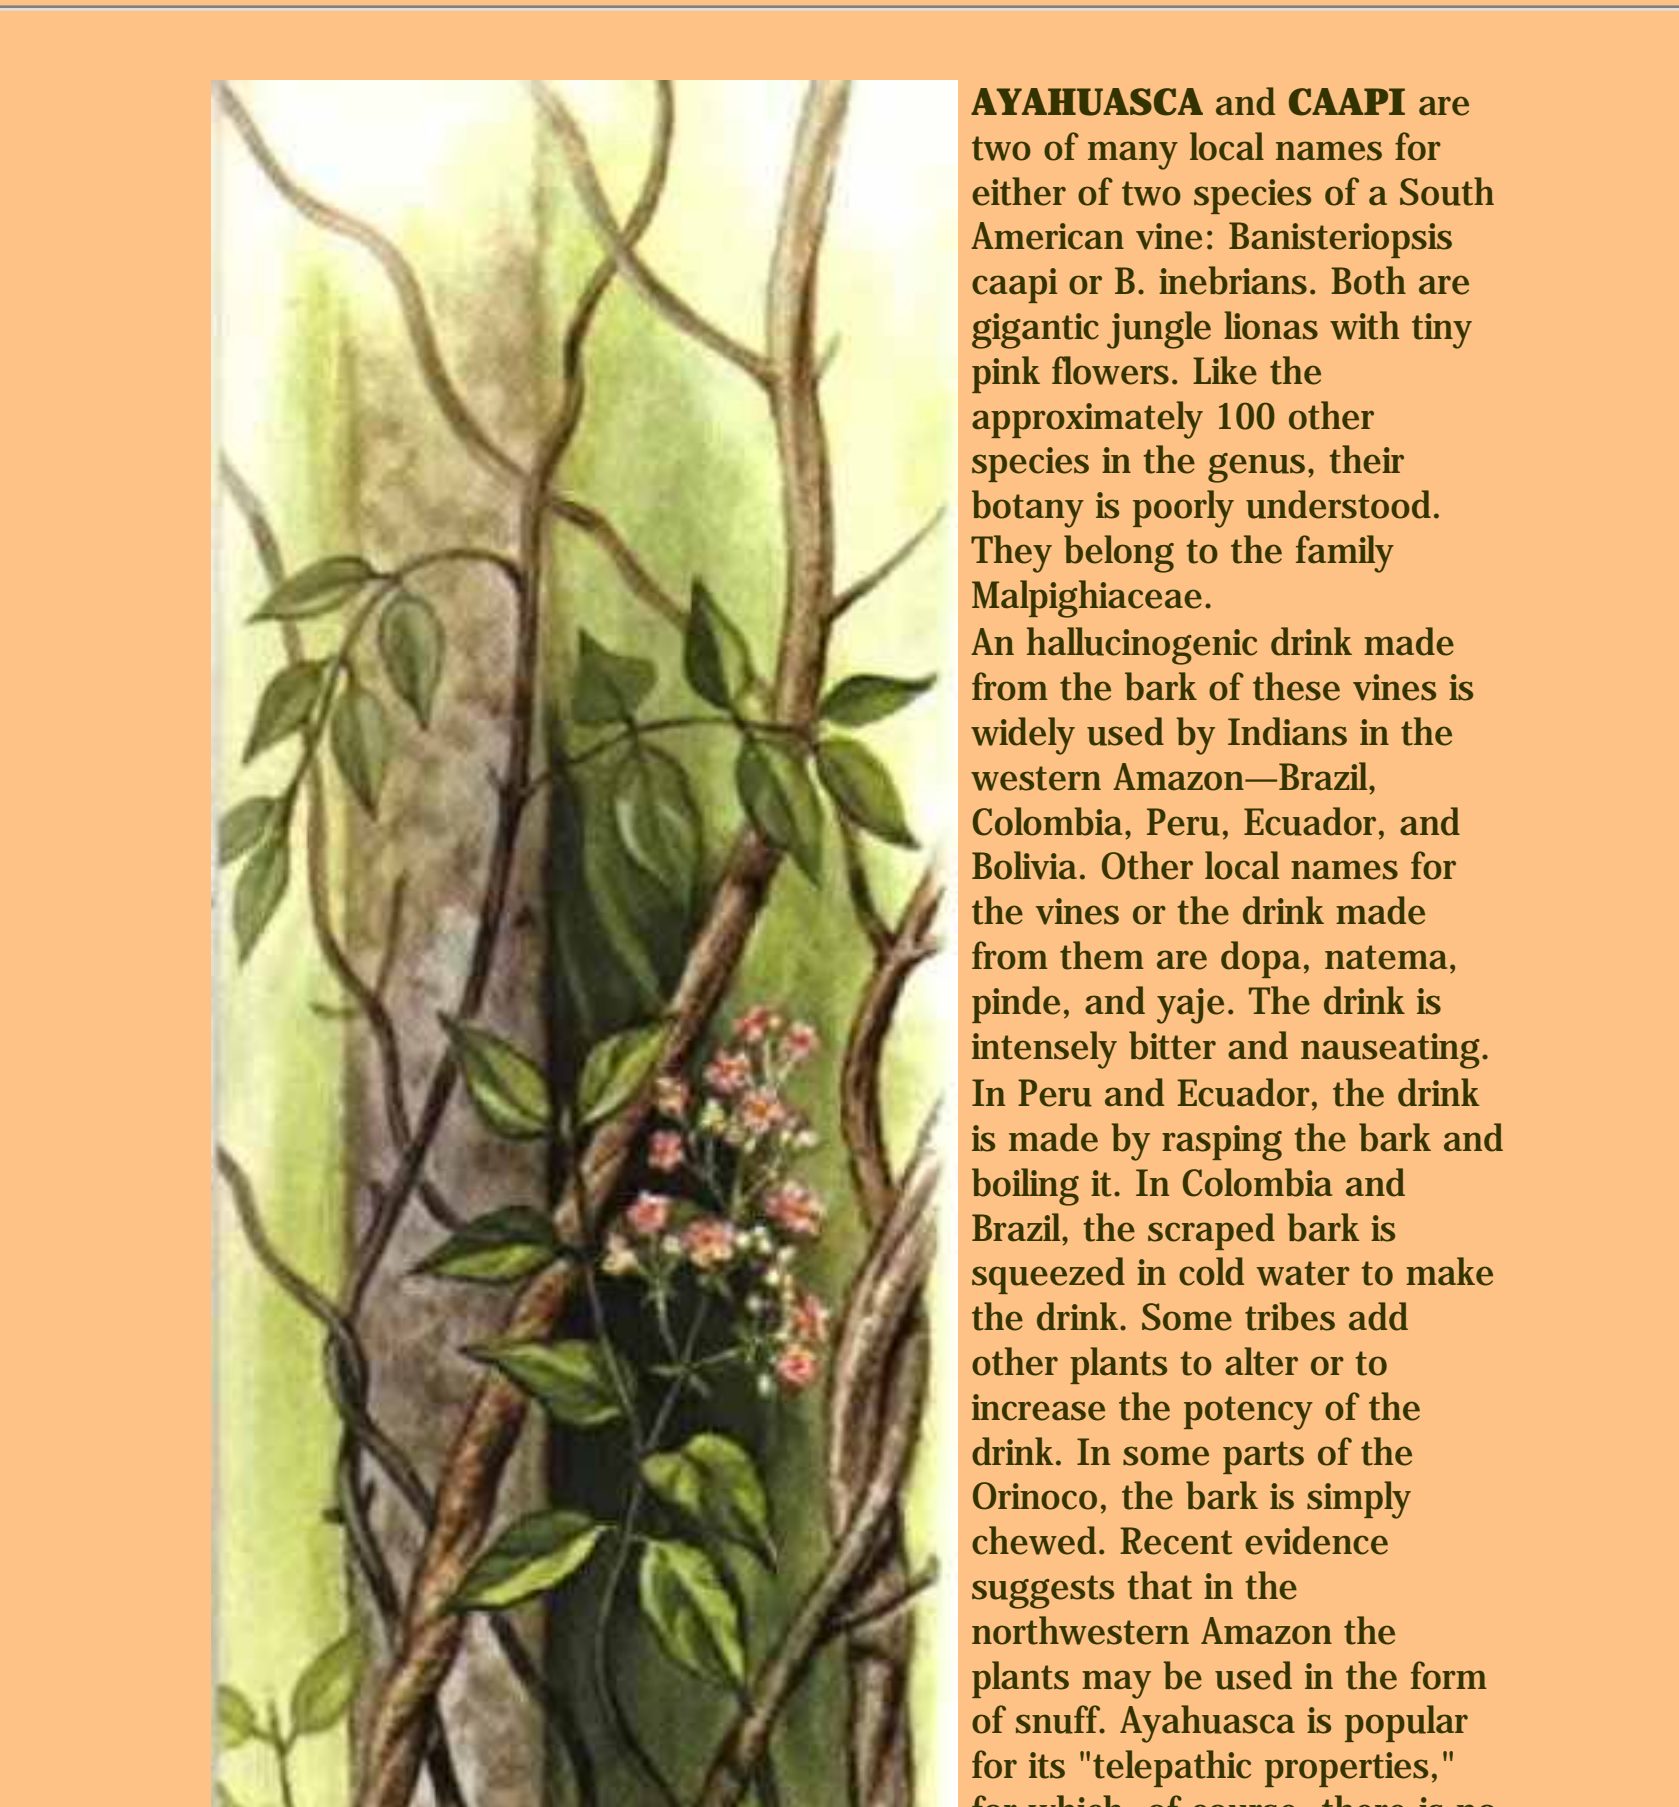 AYAHUASCA and CAAPI are
two of many local names for
either of two species of a South
American vine: Banisteriopsis
caapi or B. inebrians. Both are
gigantic jungle lionas with tiny
pink flowers. Like the
approximately 100 other
species in the genus, their
botany is poorly understood.
They belong to the family
Malpighiaceae.
An hallucinogenic drink made
from the bark of these vines is
widely used by Indians in the
western Amazon—Brazil,
Colombia, Peru, Ecuador, and
Bolivia. Other local names for
the vines or the drink made
from them are dopa, natema,
pinde, and yaje. The drink is
intensely bitter and nauseating.
In Peru and Ecuador, the drink
is made by rasping the bark and
boiling it. In Colombia and
Brazil, the scraped bark is
squeezed in cold water to make
the drink. Some tribes add
other plants to alter or to
increase the potency of the
drink. In some parts of the
Orinoco, the bark is simply
chewed. Recent evidence
suggests that in the
northwestern Amazon the
plants may be used in the form
of snuff. Ayahuasca is popular
for its "telepathic properties,"
for which, of course, there is no